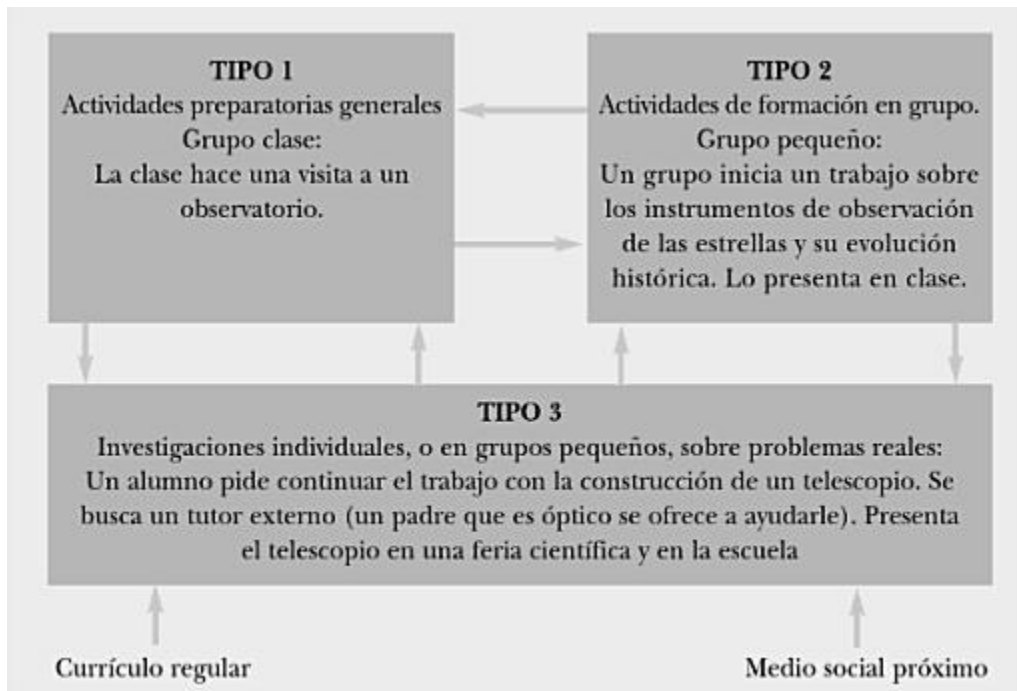 TIPO 1
Actividades preparatorias generales
Grupo clase:
La clase hace una visita a un
observatorio.
TIPO 2
Actividades de formación en grupo.
Grupo pequeño:
Un grupo inicia un trabajo sobre
los instrumentos de observación
de las estrellas y su evolución
histórica. Lo presenta en clase.
TIPO 3
Investigaciones individuales, o en grupos pequeños, sobre problemas reales:
Un alumno pide continuar el trabajo con la construcción de un telescopio. Se
busca un tutor externo (un padre que es óptico se ofrece a ayudarle). Presenta
el telescopio en una feria científica y en la escuela
Currículo regular
Medio social próximo